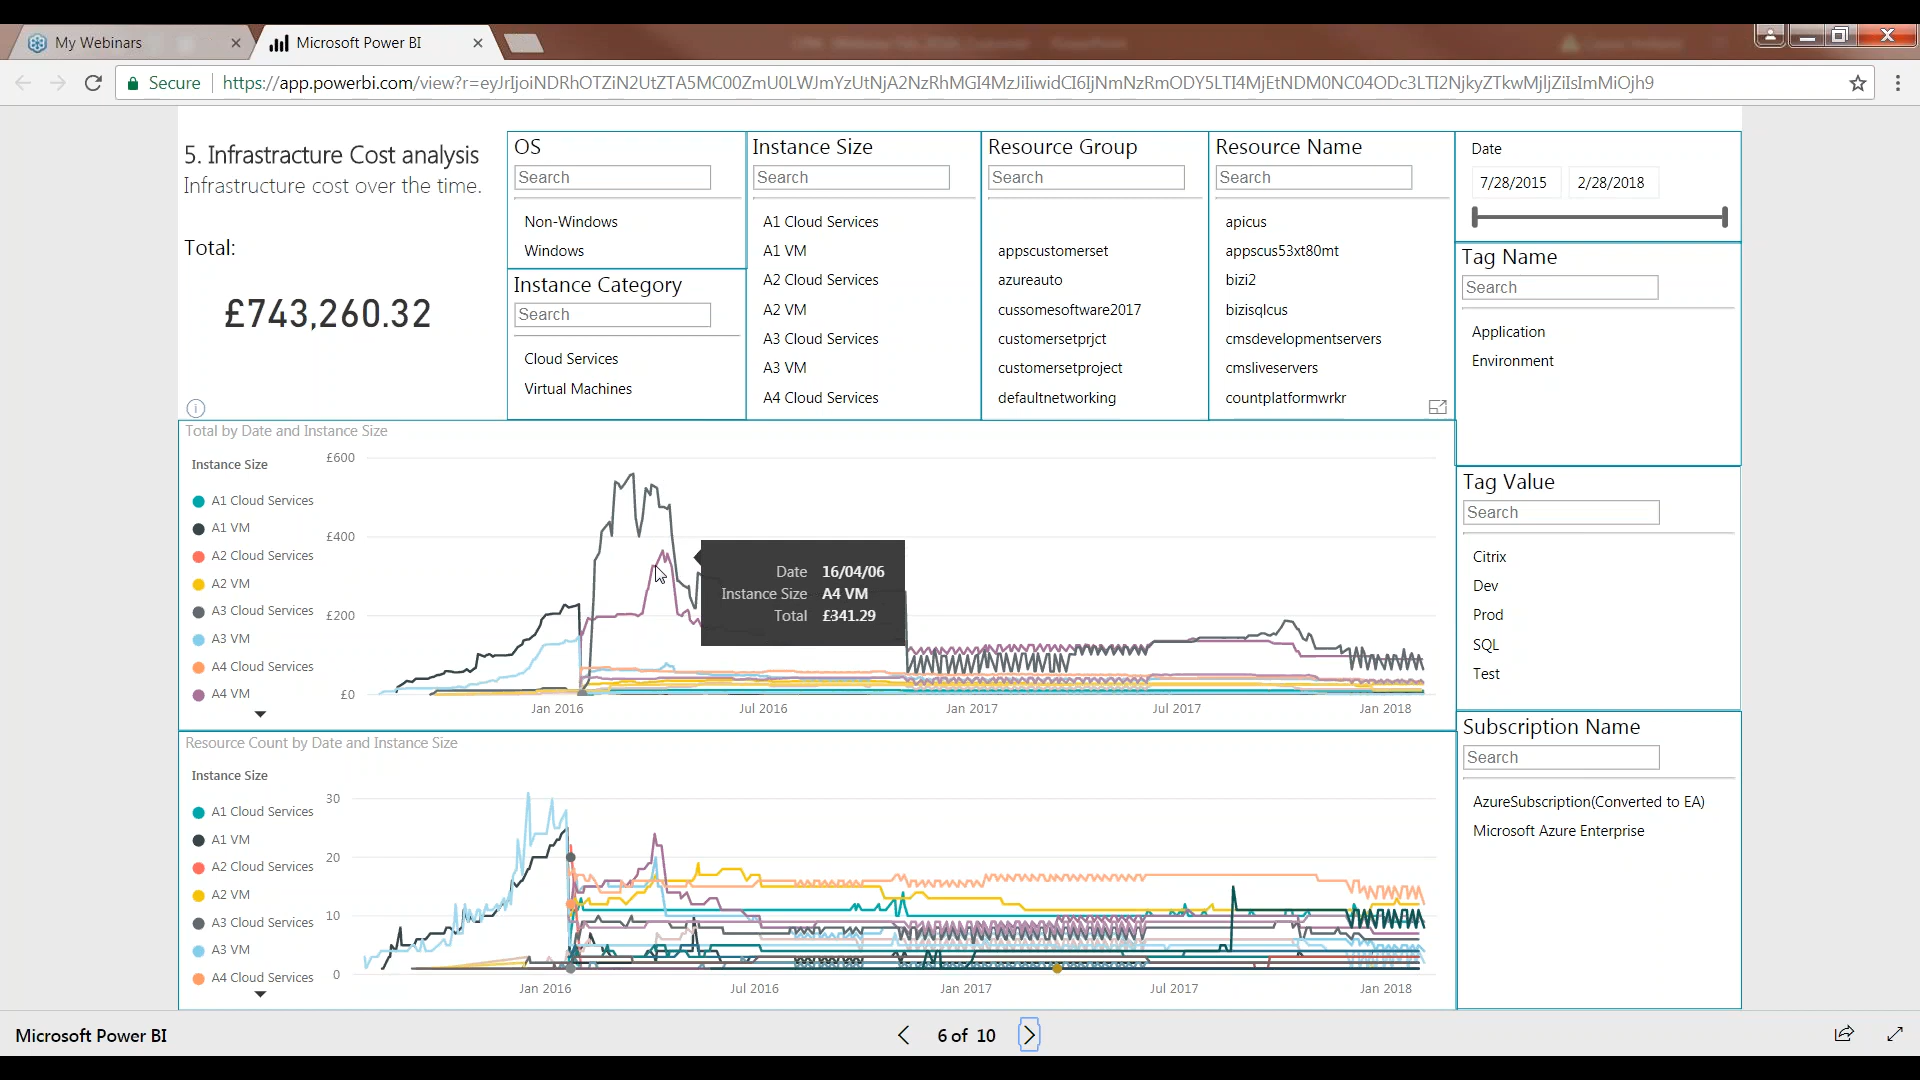 My Webinars
Microsoft Power BI
Secure
https://app.powerbi.com/view?r=eyJrIjoiNDRhOTZiN2UtZTA5MC00ZmU0LWJmYzUtNjA2NzRhMGI4MzJiIiwidCI6IjNmNzRmODY5LTI4MjEtNDM0NC04ODc3LTI2NjkyZTkwMjljZiIsImMiOjh9
5. Infrastracture Cost analysis
Infrastructure cost over the time.
Total:
£743,260.32
OS
Search
Non-Windows
Windows
Instance Category
Search
Cloud Services
Virtual Machines
Instance Size
Search
A1 Cloud Services
A1 VM
A2 Cloud Services
A2 VM
A3 Cloud Services
A3 VM
A4 Cloud Services
Resource Group
Search
appscustomerset
azureauto
cussomesoftware2017
customersetprjct
customersetproject
defaultnetworking
Resource Name
Search
apicus
appscus53xt80mt
bizi2
bizisqlcus
cmsdevelopmentservers
cmsliveservers
countplatformwrkr
Date
7/28/2015
2/28/2018
Tag Name
Search
Application
Environment
Tag Value
Search
Citrix
Dev
Prod
SQL
Test
Subscription Name
Search
AzureSubscription(Converted to EA)
Microsoft Azure Enterprise
Total by Date and Instance Size
Instance Size
A1 Cloud Services
A1 VM
A2 Cloud Services
A2 VM
A3 Cloud Services
A3 VM
A4 Cloud Services
A4 VM
£600
£400
£200
£0
Jan 2016
Jul 2016
Jan 2017
Jul 2017
Jan 2018
Date 16/04/06
Instance Size A4 VM
Total £341.29
Resource Count by Date and Instance Size
Instance Size
A1 Cloud Services
A1 VM
A2 Cloud Services
A2 VM
A3 Cloud Services
A3 VM
A4 Cloud Services
30
20
10
0
Jan 2016
Jul 2016
Jan 2017
Jul 2017
Jan 2018
Microsoft Power BI
6 of 10